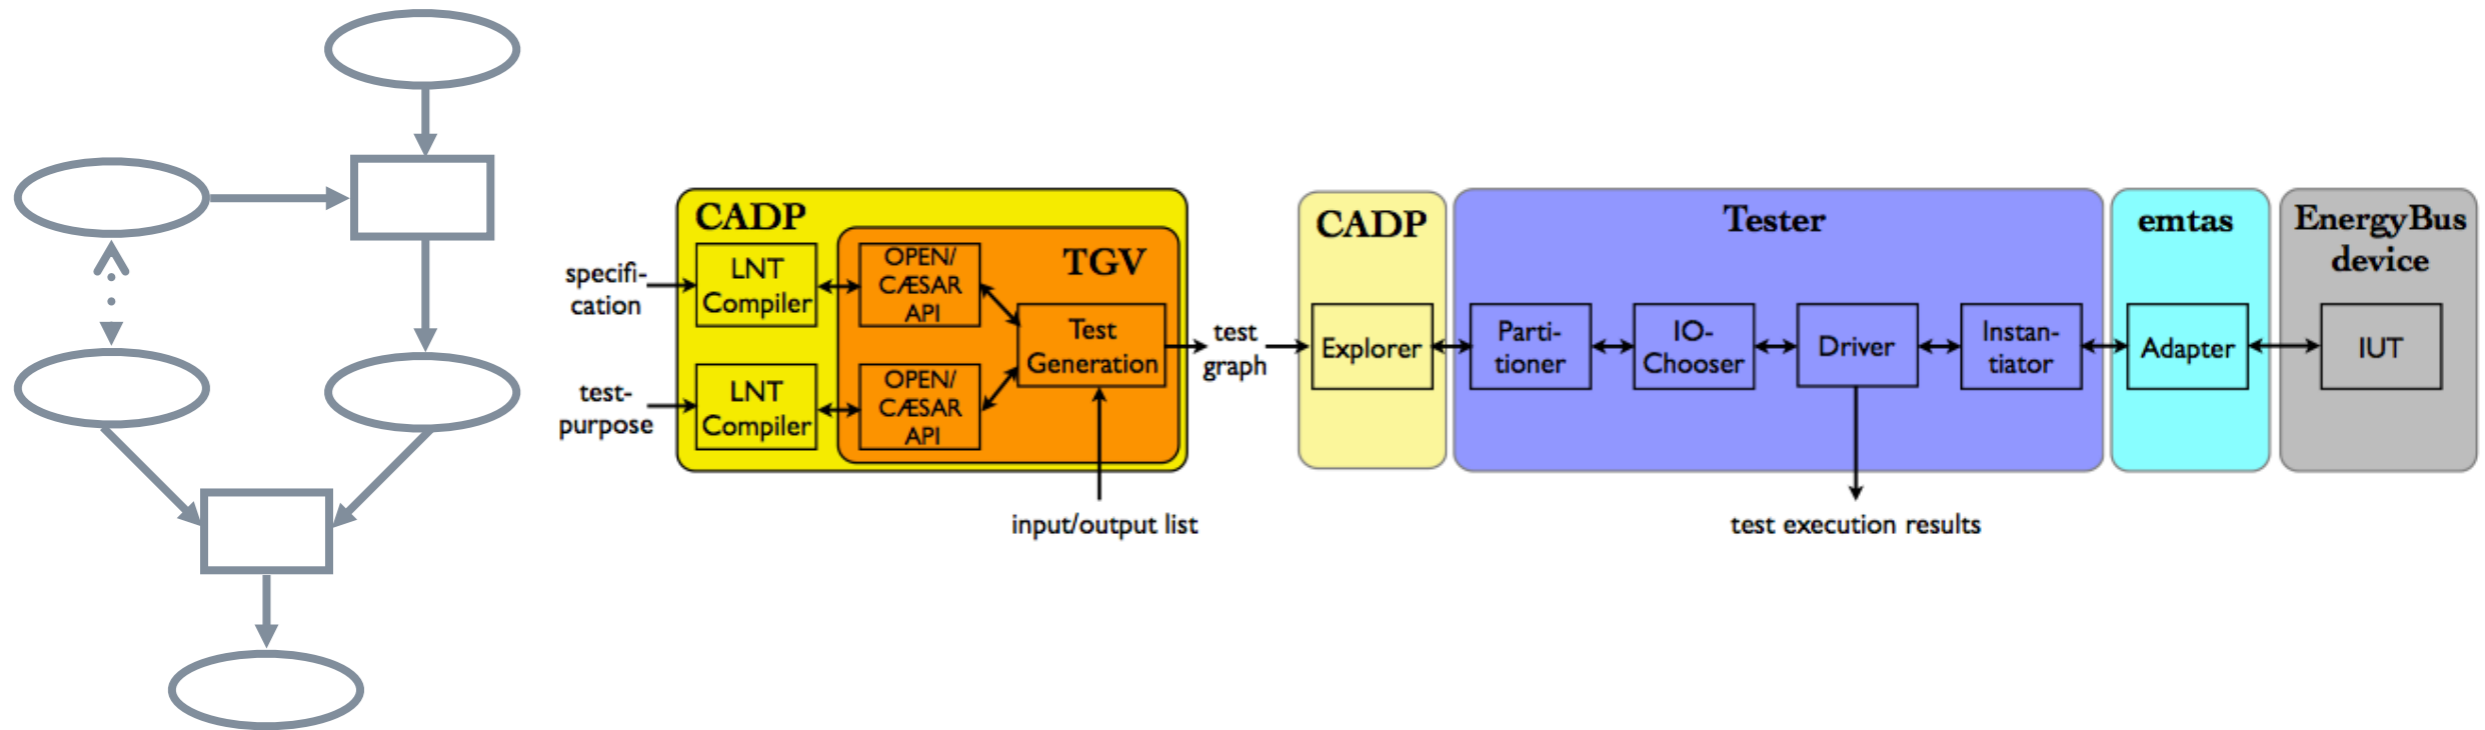 specifi-
cation
test-
purpose
CADP
LNT
Compiler
LNT
Compiler
OPEN/
CÆSAR
API
OPEN/
CÆSAR
API
TGV
Test
Generation
input/output list
test
graph
CADP
Explorer
Tester
Parti-
tioner
IO-
Chooser
Driver
Instan-
tiator
test execution results
emtas
Adapter
EnergyBus
device
IUT